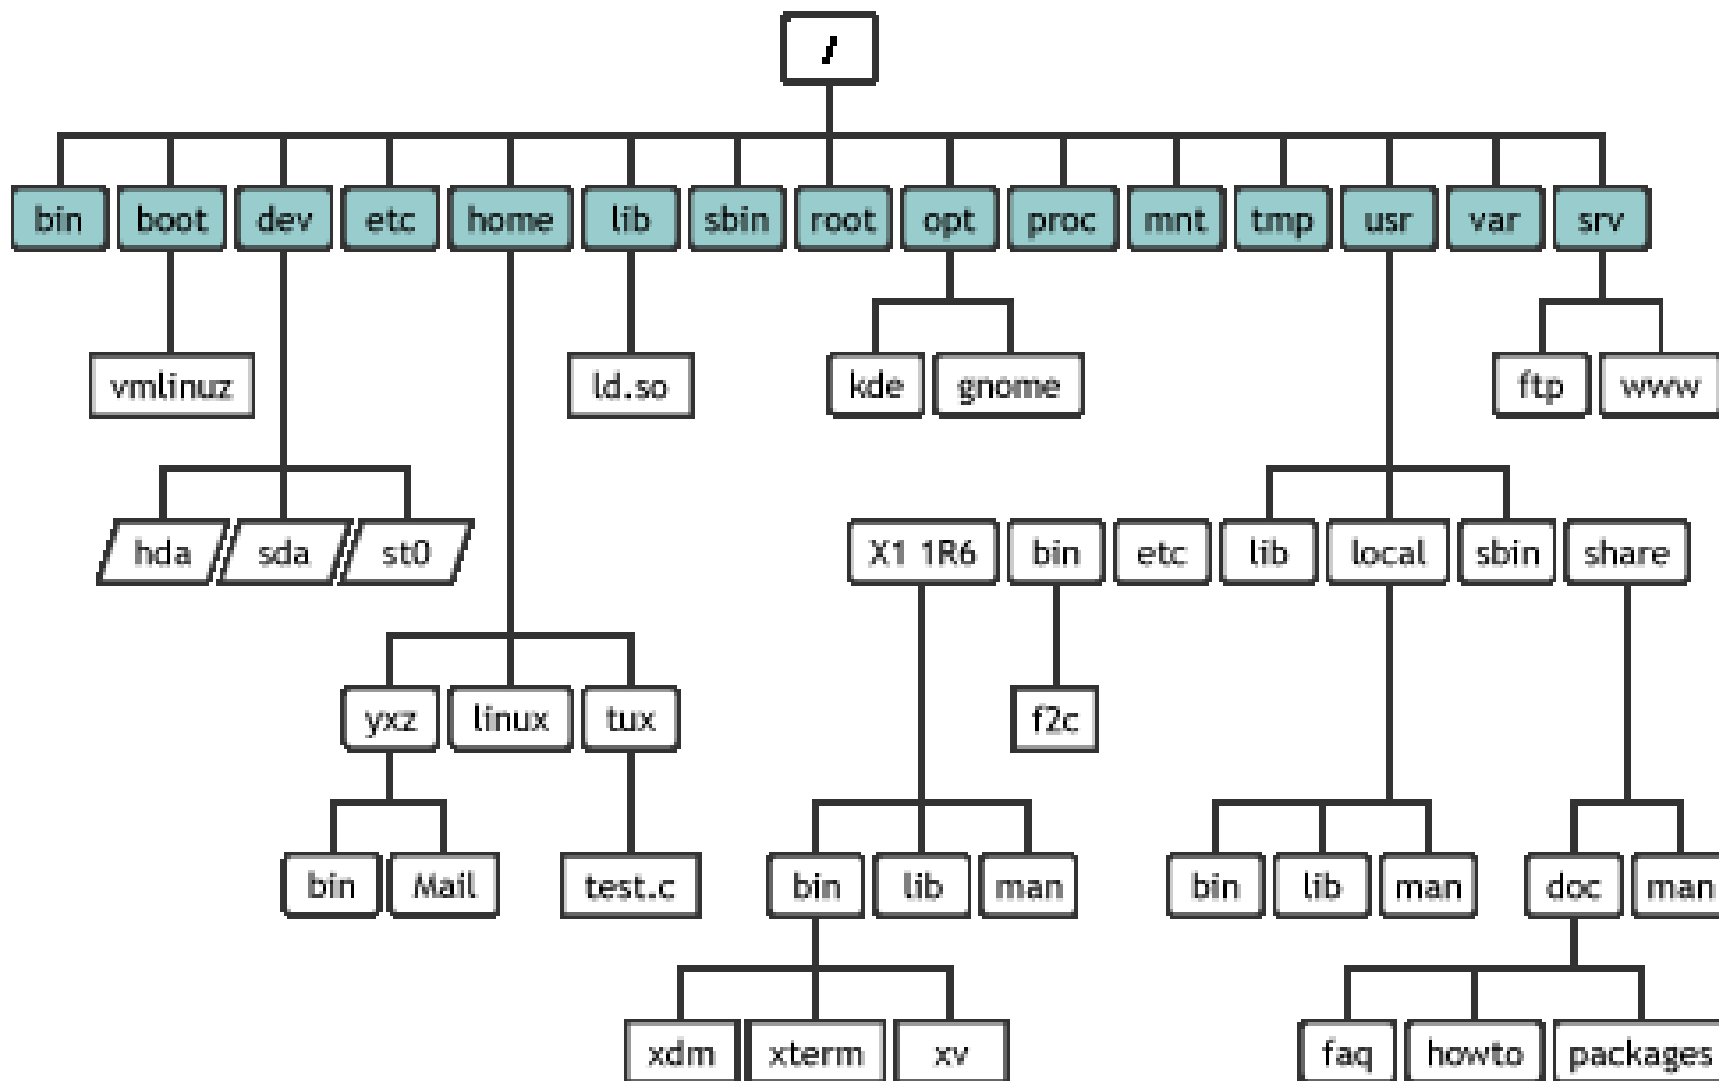 /
bin boot dev etc home lib sbin root opt proc mnt tmp usr var srv
vmlinuz ld.so kde gnome ftp www
hda sda st0 X1 1R6 bin etc lib local sbin share
yxz linux tux f2c
bin Mail test.c bin lib man bin lib man doc man
xdm xterm xv faq howto packages